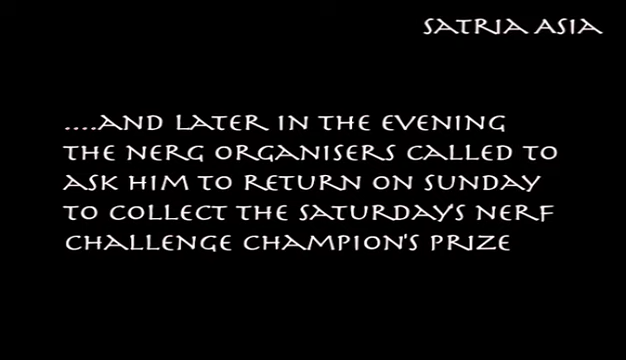 SATRIA ASIA
....AND LATER IN THE EVENING
THE NERG ORGANISERS CALLED TO
ASK HIM TO RETURN ON SUNDAY
TO COLLECT THE SATURDAY'S NERF
CHALLENGE CHAMPION'S PRIZE